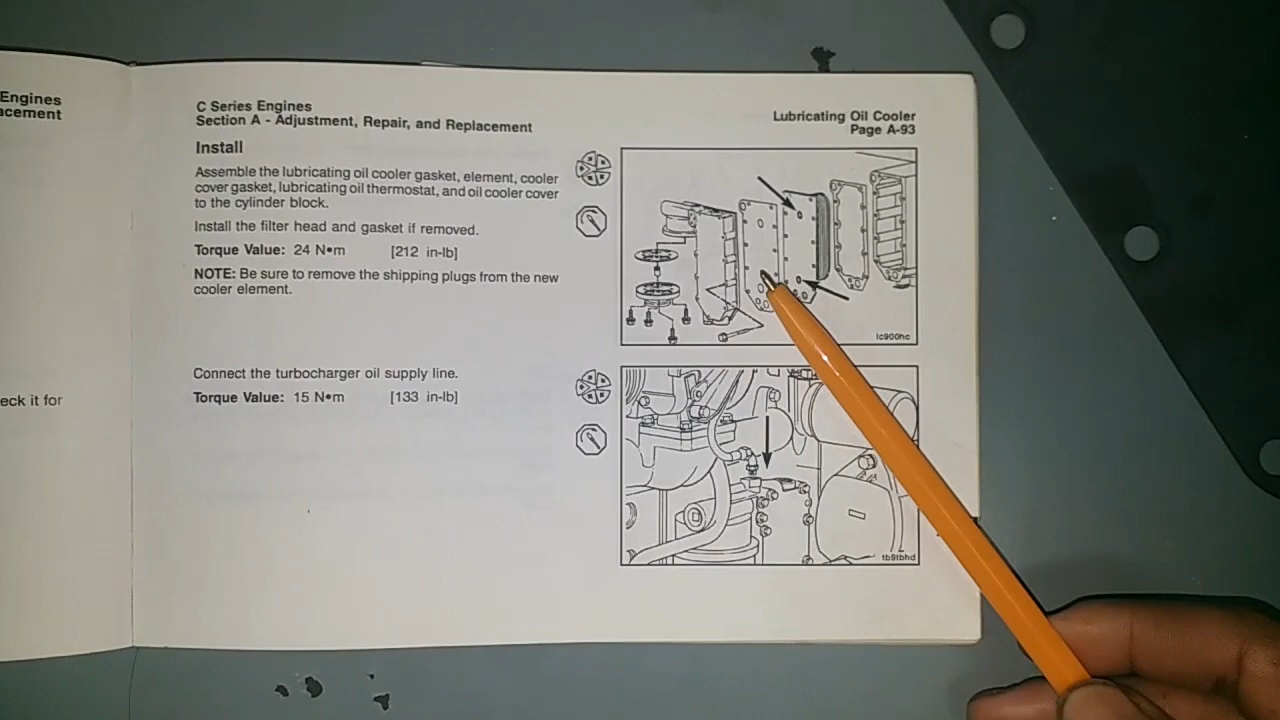 Engines
acement
eck it for
C Series Engines
Section A - Adjustment, Repair, and Replacement
Lubricating Oil Cooler
Page A-93
Install
Assemble the lubricating oil cooler gasket, element, cooler
cover gasket, lubricating oil thermostat, and oil cooler cover
to the cylinder block.
Install the filter head and gasket if removed.
Torque Value: 24 N•m [212 in-lb]
NOTE: Be sure to remove the shipping plugs from the new
cooler element.
lc900hc
Connect the turbocharger oil supply line.
Torque Value: 15 N•m [133 in-lb]
tb9tbhd